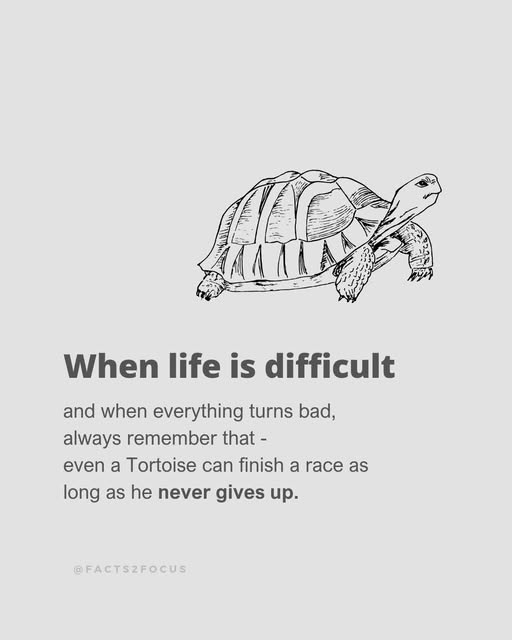 When life is difficult
and when everything turns bad,
always remember that -
even a Tortoise can finish a race as
long as he never gives up.
@FACTS2FOCUS